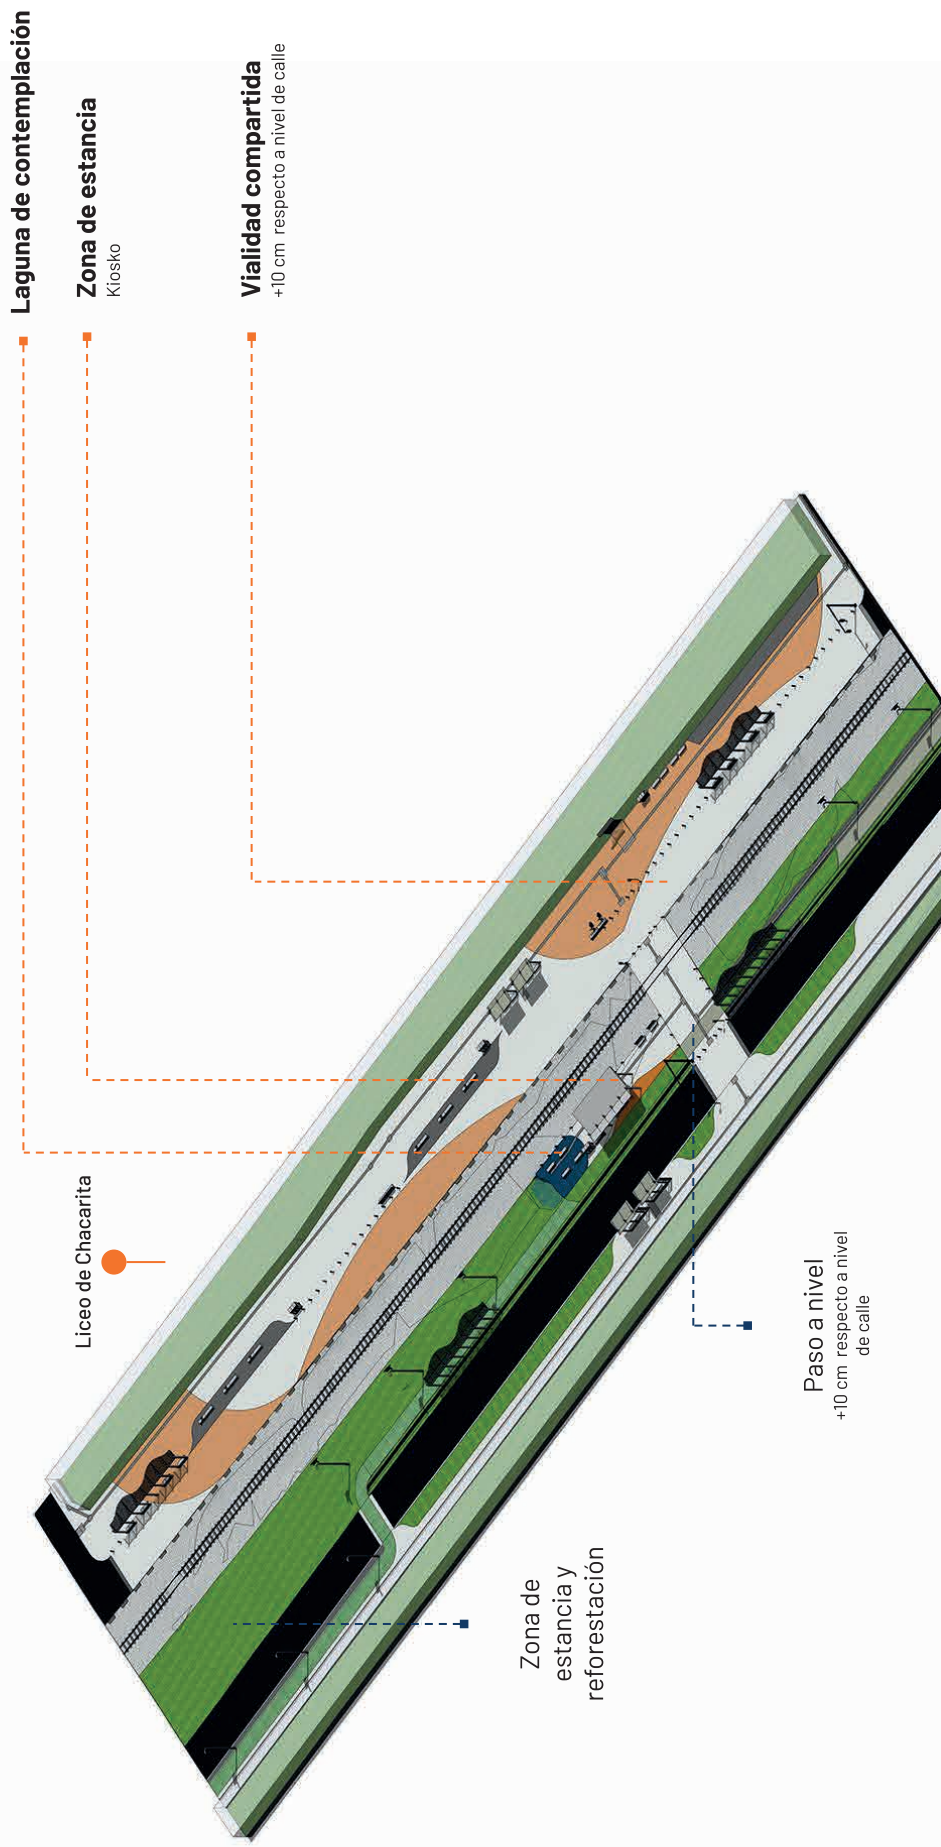 Laguna de contemplación
Zona de estancia
Kiosko
Vialidad compartida
+10 cm respecto a nivel de calle
Liceo de Chacarita
Zona de
estancia y
reforestación
Paso a nivel
+10 cm respecto a nivel
de calle